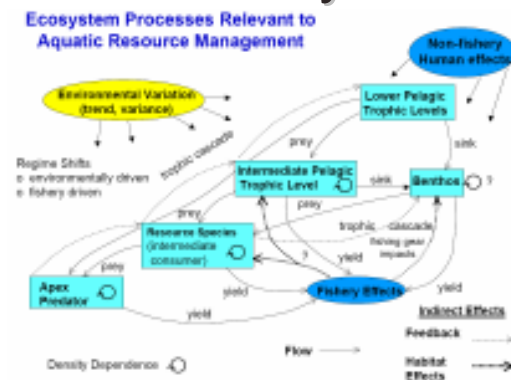 Ecosystem Processes Relevant to
Aquatic Resource Management
Non-fishery
Human effects
Environmental Variation
(trend, variance)
Lower Pelagic
Trophic Levels
prey
sink
trophic cascade
Regime Shifts
o environmentally driven
o fishery driven
Intermediate Pelagic
Trophic Level
sink
Benthos
?
prey
prey
Resource Species
(intermediate
consumer)
trophic cascade
fishing gear
impacts
?
prey
yield
yield
yield
Apex
Predator
Fishery Effects
yield
Indirect Effects
Feedback
Flow
Habitat
Effects
Density Dependence